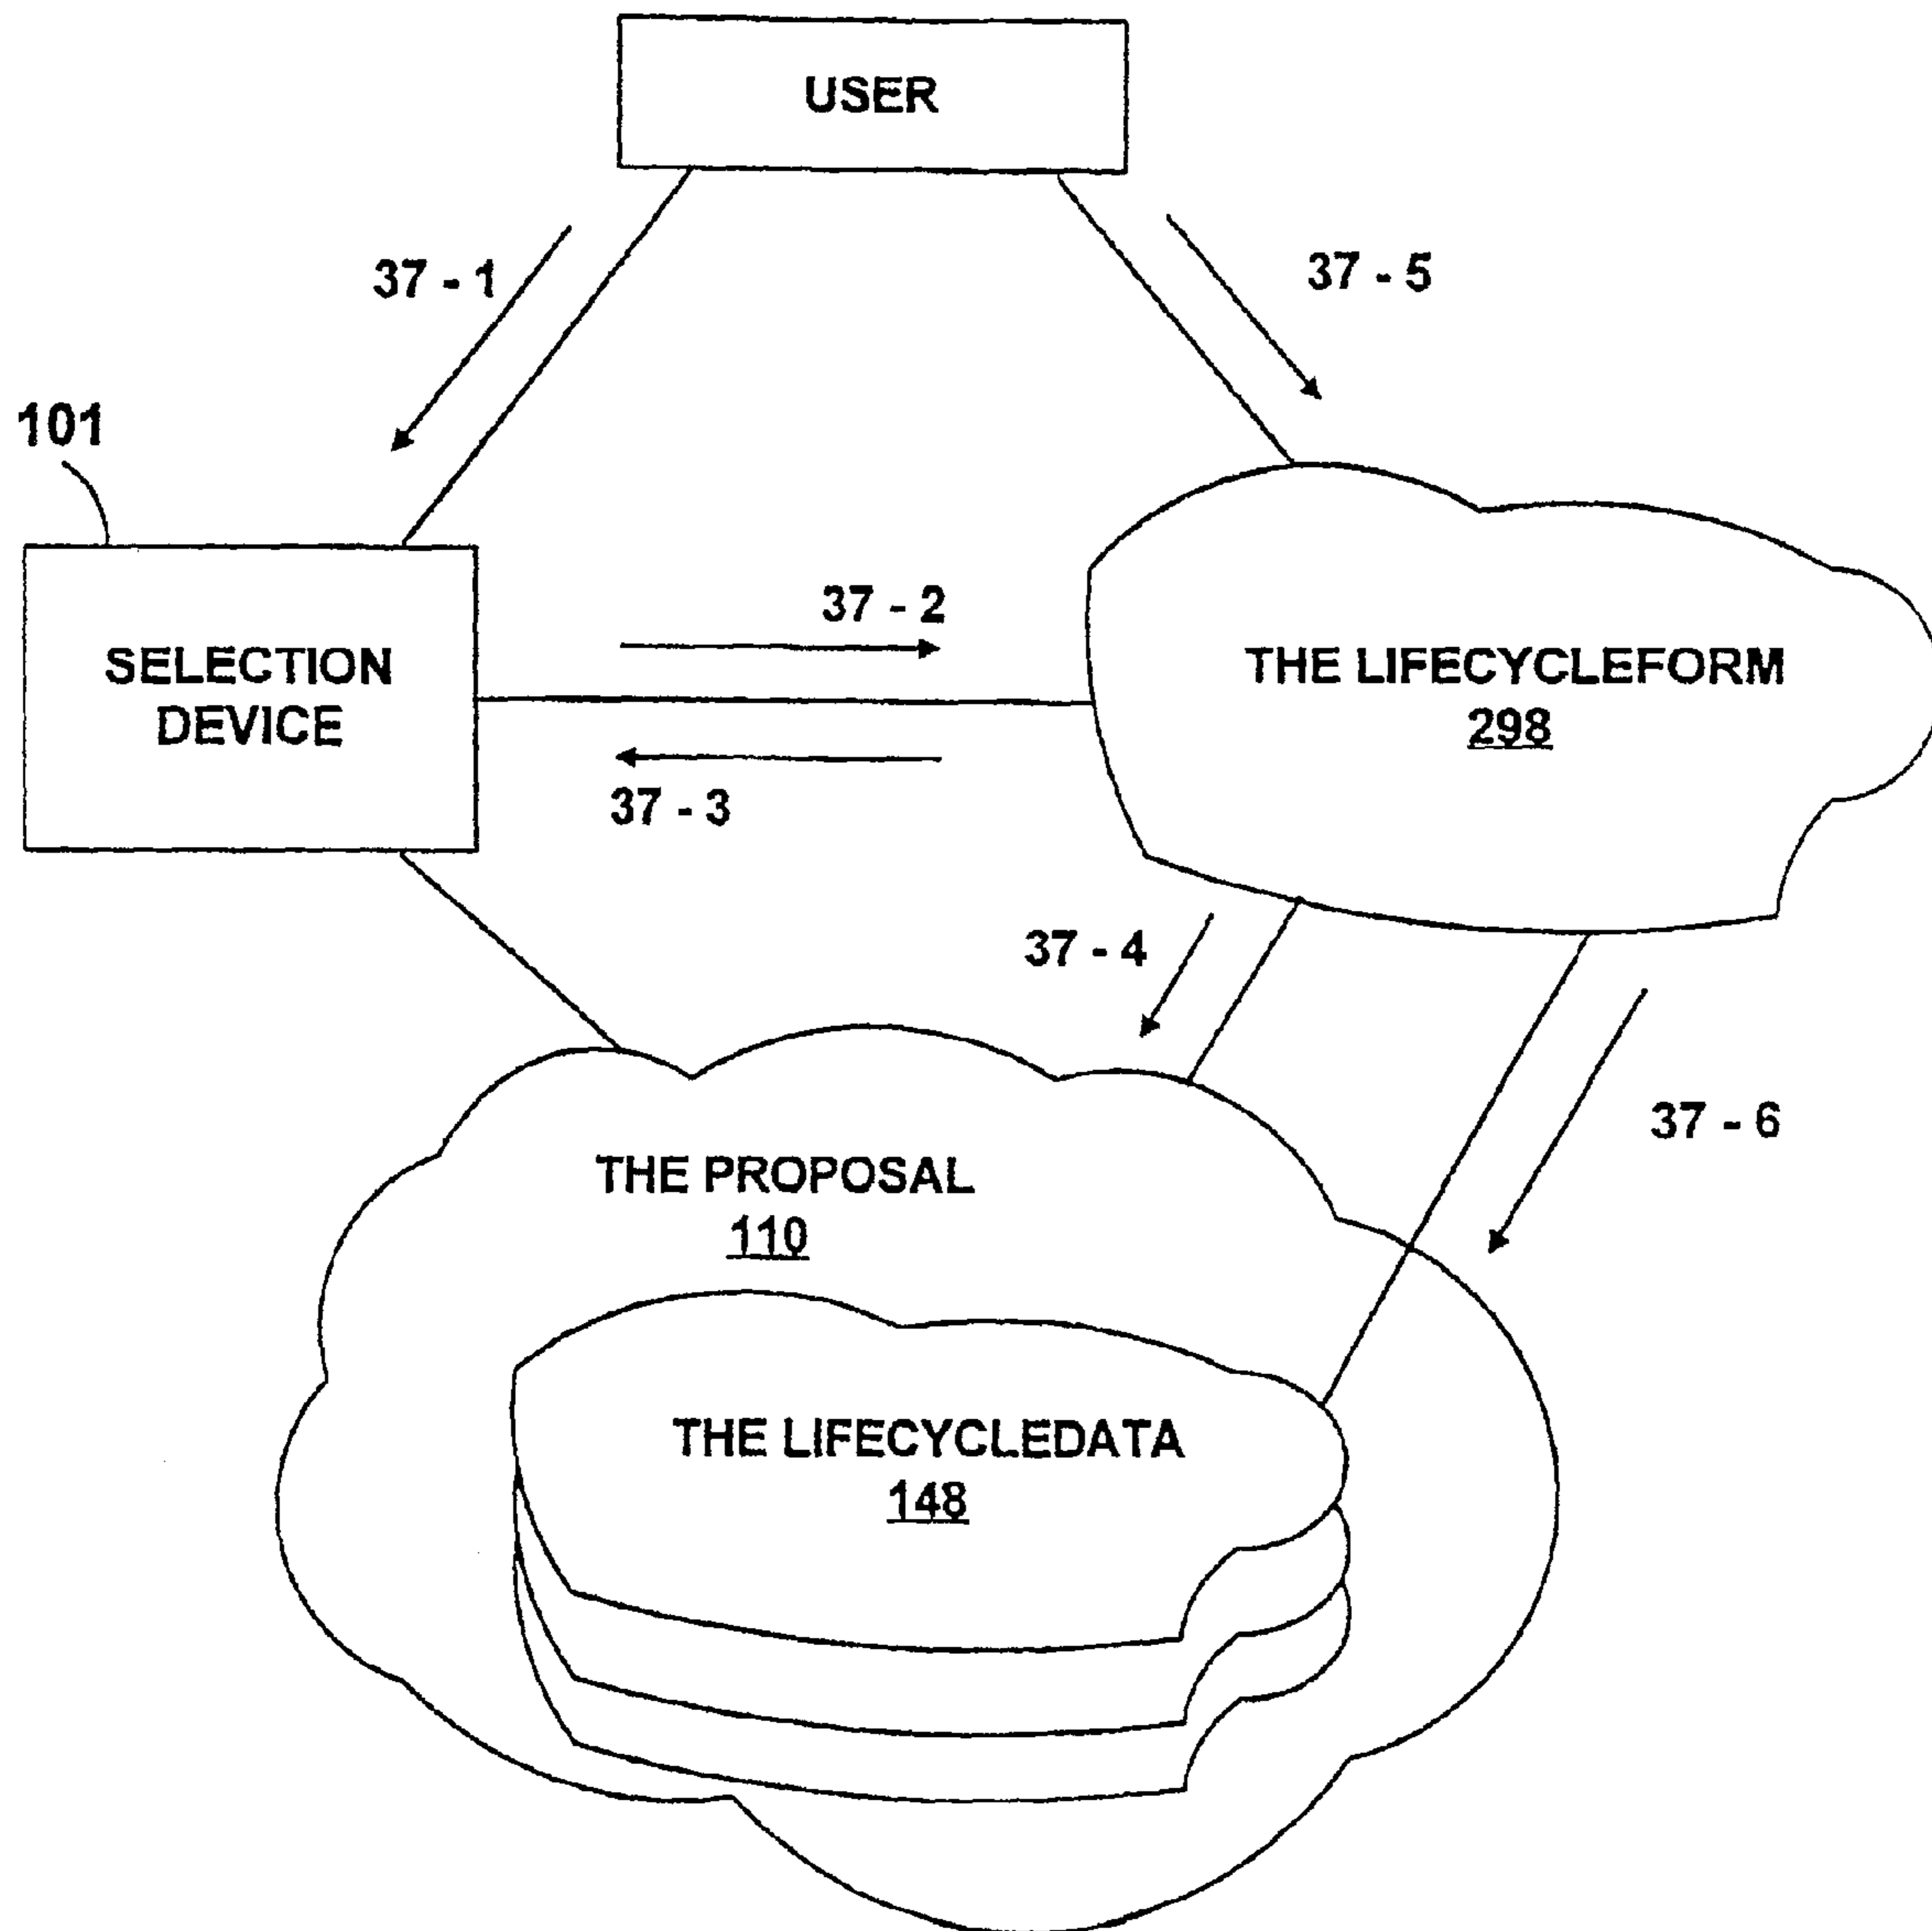 USER
37 - 1
37 - 5
101
37 - 2
SELECTION
DEVICE
THE LIFECYCLEFORM
298
37 - 3
37 - 4
37 - 6
THE PROPOSAL
110
THE LIFECYCLEDATA
148